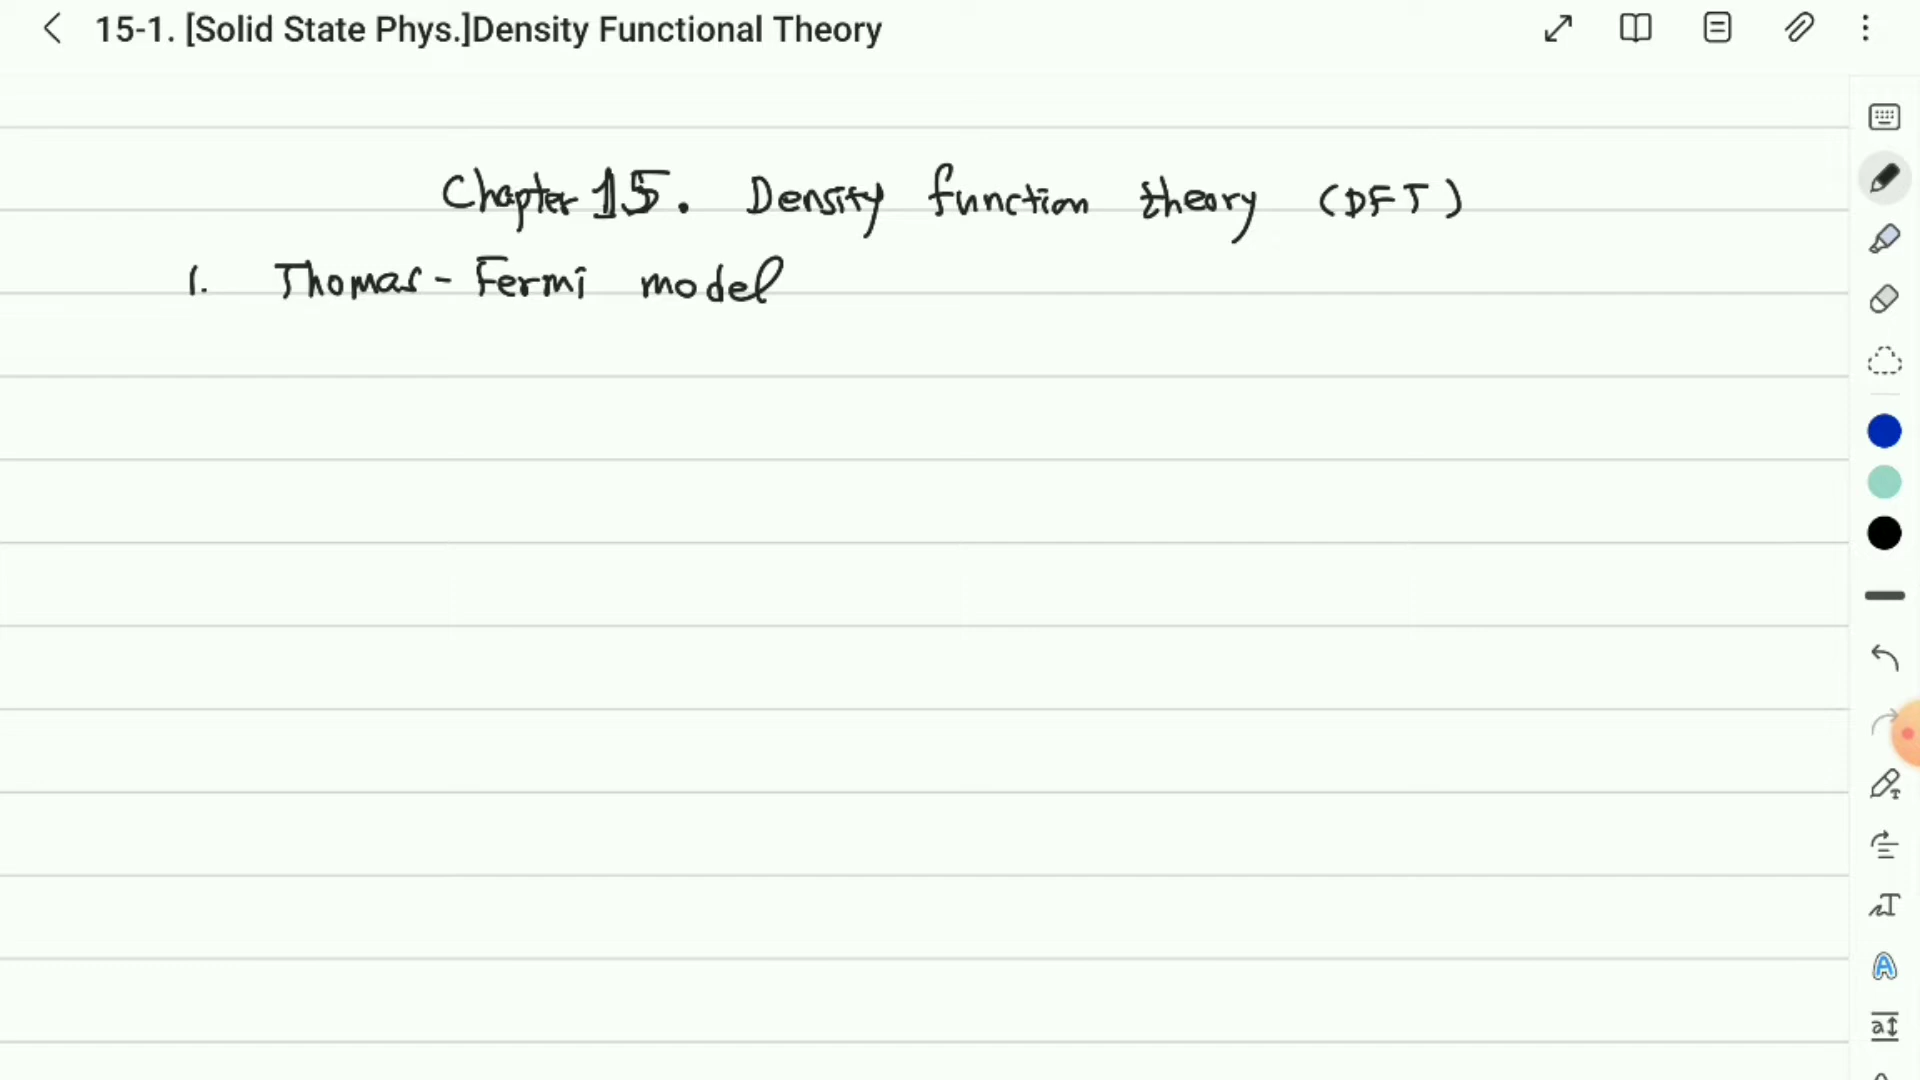 15-1. [Solid State Phys.]Density Functional Theory
Chapter 15. Density function theory (DFT)
1. Thomas-Fermi model